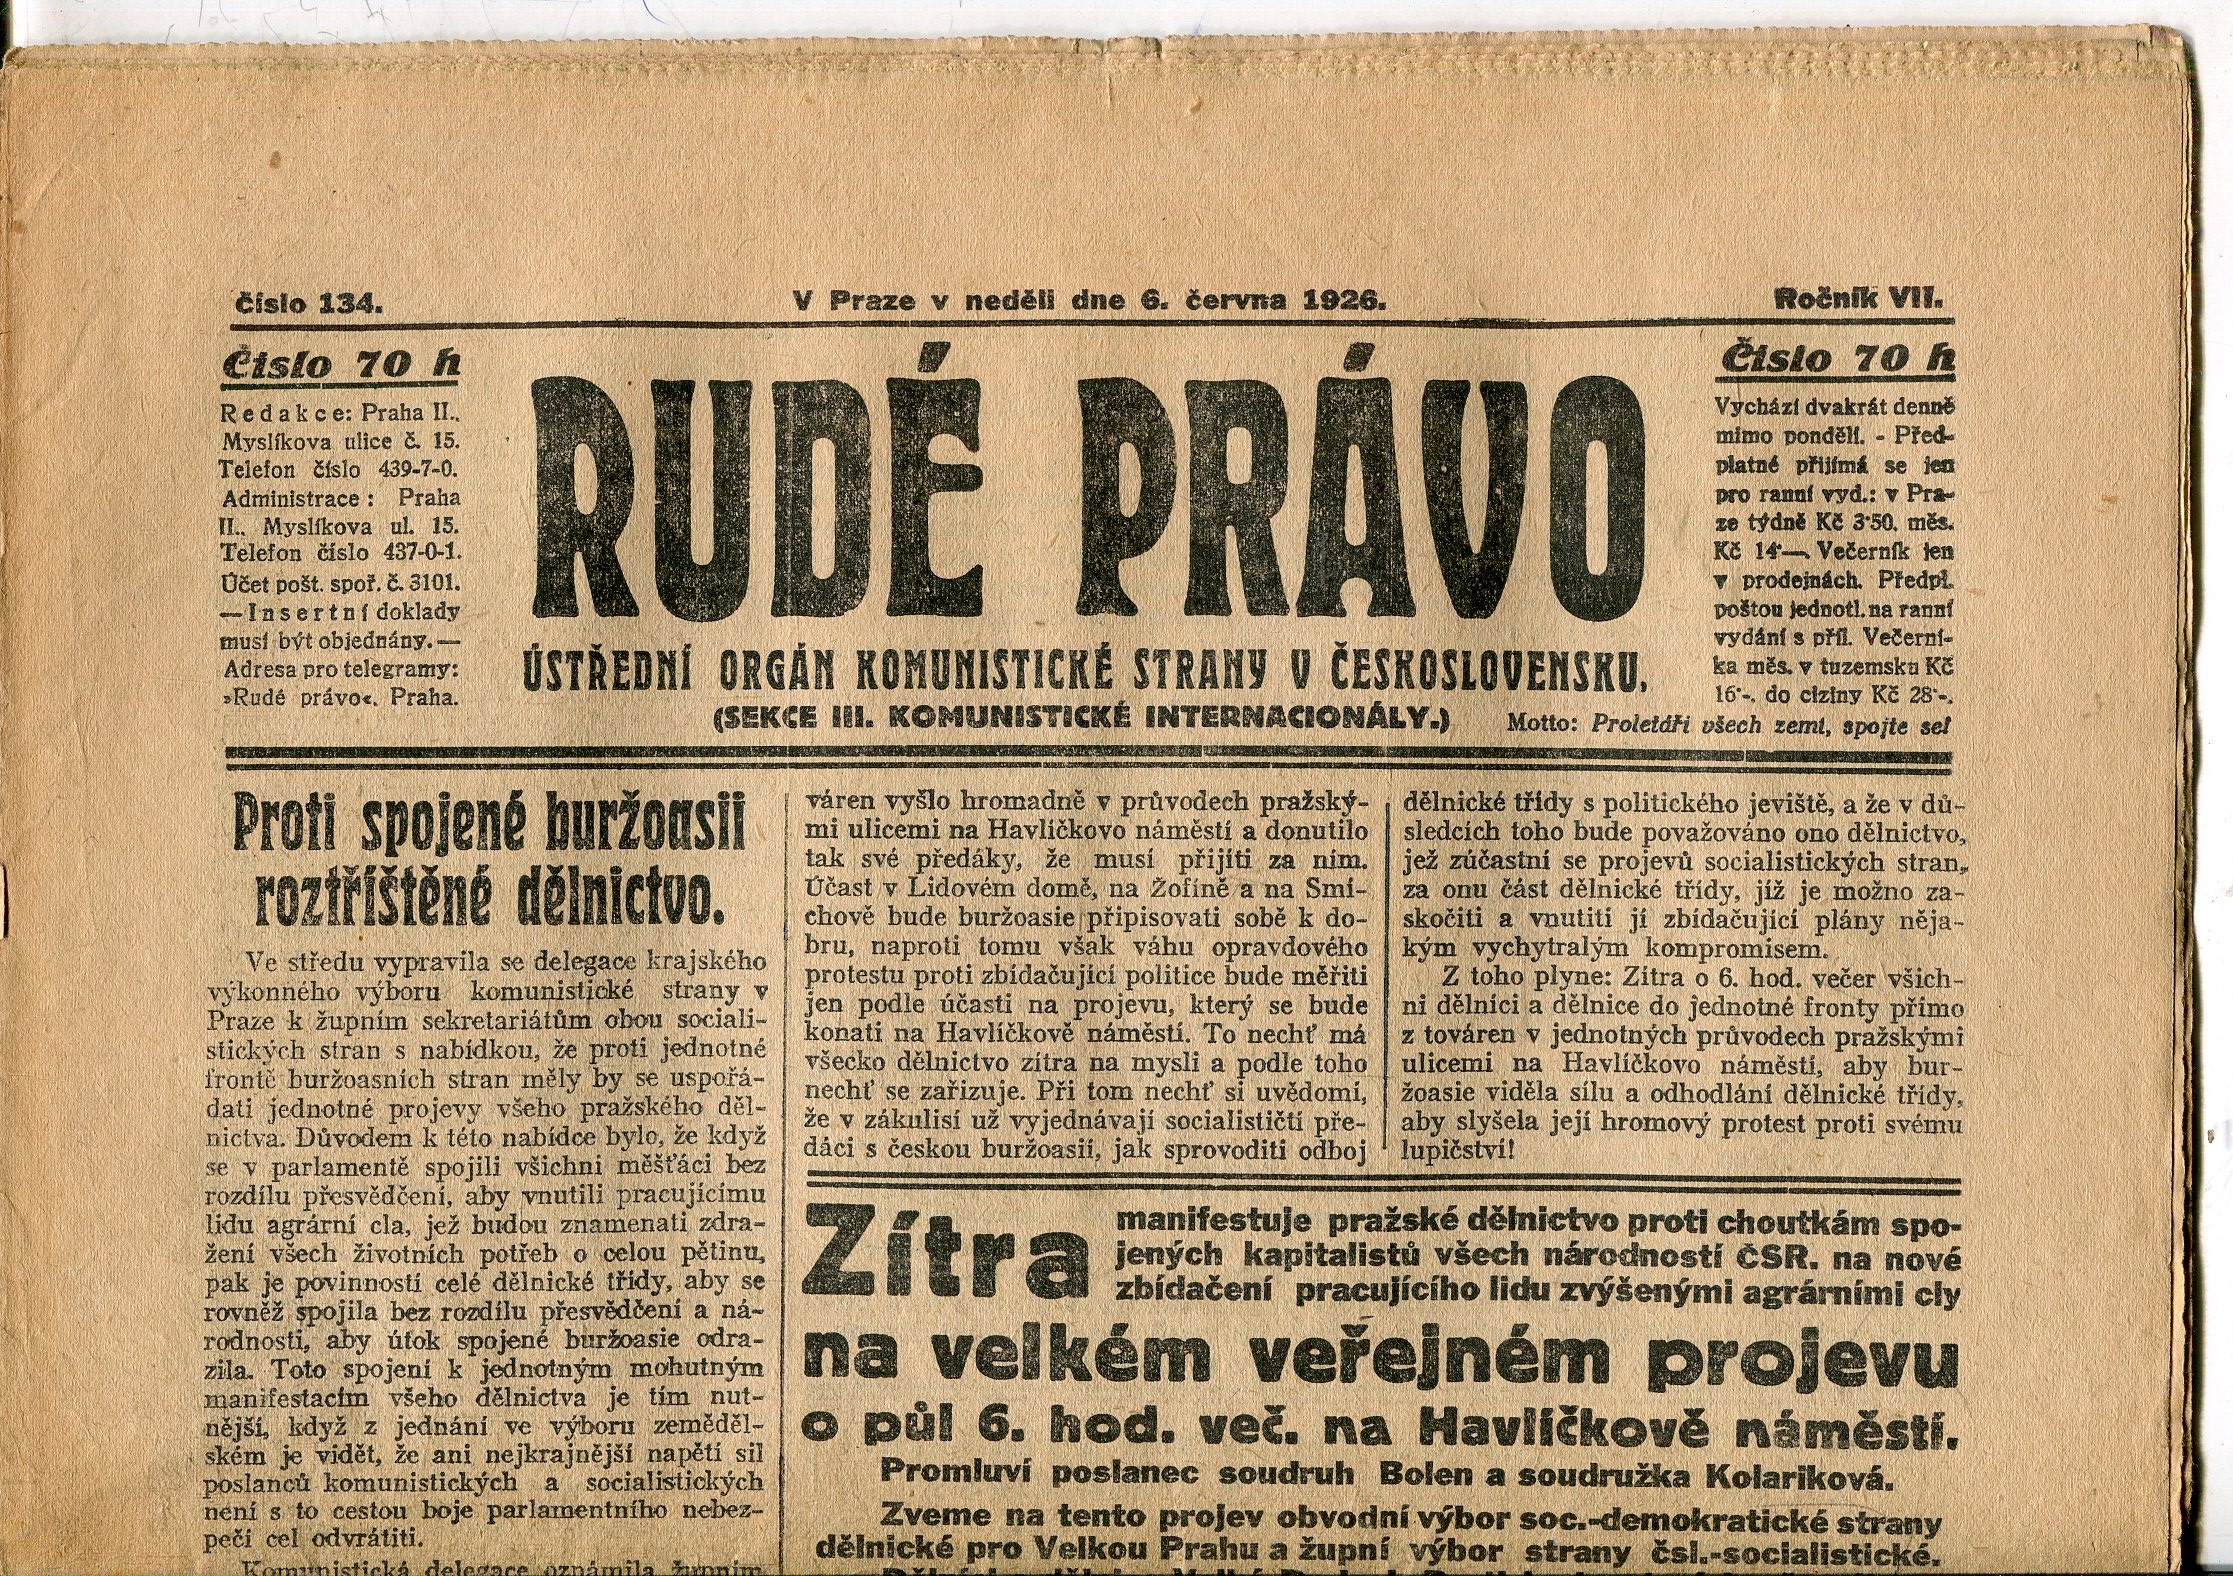 Číslo 134.
V Praze v neděli dne 6. června 1926.
Ročník VII.
Číslo 70 h
Redakce: Praha II.,
Myslíkova ulice č. 15.
Telefon číslo 439-7-0.
Administrace: Praha
II., Myslíkova ul. 15.
Telefon číslo 437-0-1.
Účet pošt. spoř. č. 3101.
—Insertní doklady
musí být objednány.—
Adresa pro telegramy:
»Rudé právo«, Praha.
RUDÉ PRÁVO
ÚSTŘEDNÍ ORGÁN KOMUNISTICKÉ STRANY V ČESKOSLOVENSKU.
(SEKCE III. KOMUNISTICKÉ INTERNACIONÁLY.)
Číslo 70 h
Vychází dvakrát denně
mimo pondělí. - Před-
platné přijímá se jen
pro ranní vyd.: v Pra-
ze týdně Kč 3·50, měs.
Kč 14·—. Večerník jen
v prodejnách. Předpl.
poštou jednotl. na ranní
vydání s příl. Večerní-
ka měs. v tuzemsku Kč
16·-, do ciziny Kč 28·-.
Motto: Proletáři všech zemí, spojte se!
Proti spojené buržoasii
roztříštěné dělnictvo.
Ve středu vypravila se delegace krajského
výkonného výboru komunistické strany v
Praze k župním sekretariátům obou sociali-
stických stran s nabídkou, že proti jednotné
frontě buržoasních stran měly by se uspořá-
dati jednotné projevy všeho pražského děl-
nictva. Důvodem k této nabídce bylo, že když
se v parlamentě spojili všichni měšťáci bez
rozdílu přesvědčení, aby vnutili pracujícímu
lidu agrární cla, jež budou znamenati zdra-
žení všech životních potřeb o celou pětinu,
pak je povinností celé dělnické třídy, aby se
rovněž spojila bez rozdílu přesvědčení a ná-
rodnosti, aby útok spojené buržoasie odra-
zila. Toto spojení k jednotným mohutným
manifestacím všeho dělnictva je tím nut-
nější, když z jednání ve výboru zeměděl-
ském je vidět, že ani nejkrajnější napětí sil
poslanců komunistických a socialistických
není s to cestou boje parlamentního nebez-
pečí cel odvrátiti.
Komunistická delegace oznámila župním
váren vyšlo hromadně v průvodech pražský-
mi ulicemi na Havlíčkovo náměstí a donutilo
tak své předáky, že musí přijíti za ním.
Účast v Lidovém domě, na Žofíně a na Smí-
chově bude buržoasie připisovati sobě k do-
bru, naproti tomu však váhu opravdového
protestu proti zbídačující politice bude měřiti
jen podle účasti na projevu, který se bude
konati na Havlíčkově náměstí. To nechť má
všecko dělnictvo zítra na mysli a podle toho
nechť se zařizuje. Při tom nechť si uvědomí,
že v zákulisí už vyjednávají socialističtí pře-
dáci s českou buržoasií, jak sprovoditi odboj
dělnické třídy s politického jeviště, a že v dů-
sledcích toho bude považováno ono dělnictvo,
jež zúčastní se projevů socialistických stran,
za onu část dělnické třídy, jíž je možno za-
skočiti a vnutiti jí zbídačující plány něja-
kým vychytralým kompromisem.
Z toho plyne: Zítra o 6. hod. večer všich-
ni dělníci a dělnice do jednotné fronty přímo
z továren v jednotných průvodech pražskými
ulicemi na Havlíčkovo náměstí, aby bur-
žoasie viděla sílu a odhodlání dělnické třídy,
aby slyšela její hromový protest proti svému
lupičství!
Zítra manifestuje pražské dělnictvo proti choutkám spo-
jených kapitalistů všech národností ČSR. na nové
zbídačení pracujícího lidu zvýšenými agrárními cly
na velkém veřejném projevu
o půl 6. hod. več. na Havlíčkově náměstí.
Promluví poslanec soudruh Bolen a soudružka Kolariková.
Zveme na tento projev obvodní výbor soc.-demokratické strany
dělnické pro Velkou Prahu a župní výbor strany čsl.-socialistické.